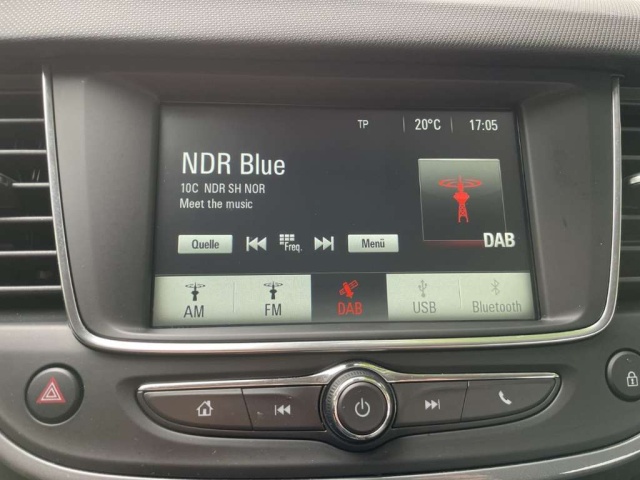 TP 20°C 17:05
NDR Blue
10C NDR SH NOR
Meet the music
Quelle Freq. Menü
DAB
AM FM DAB USB Bluetooth